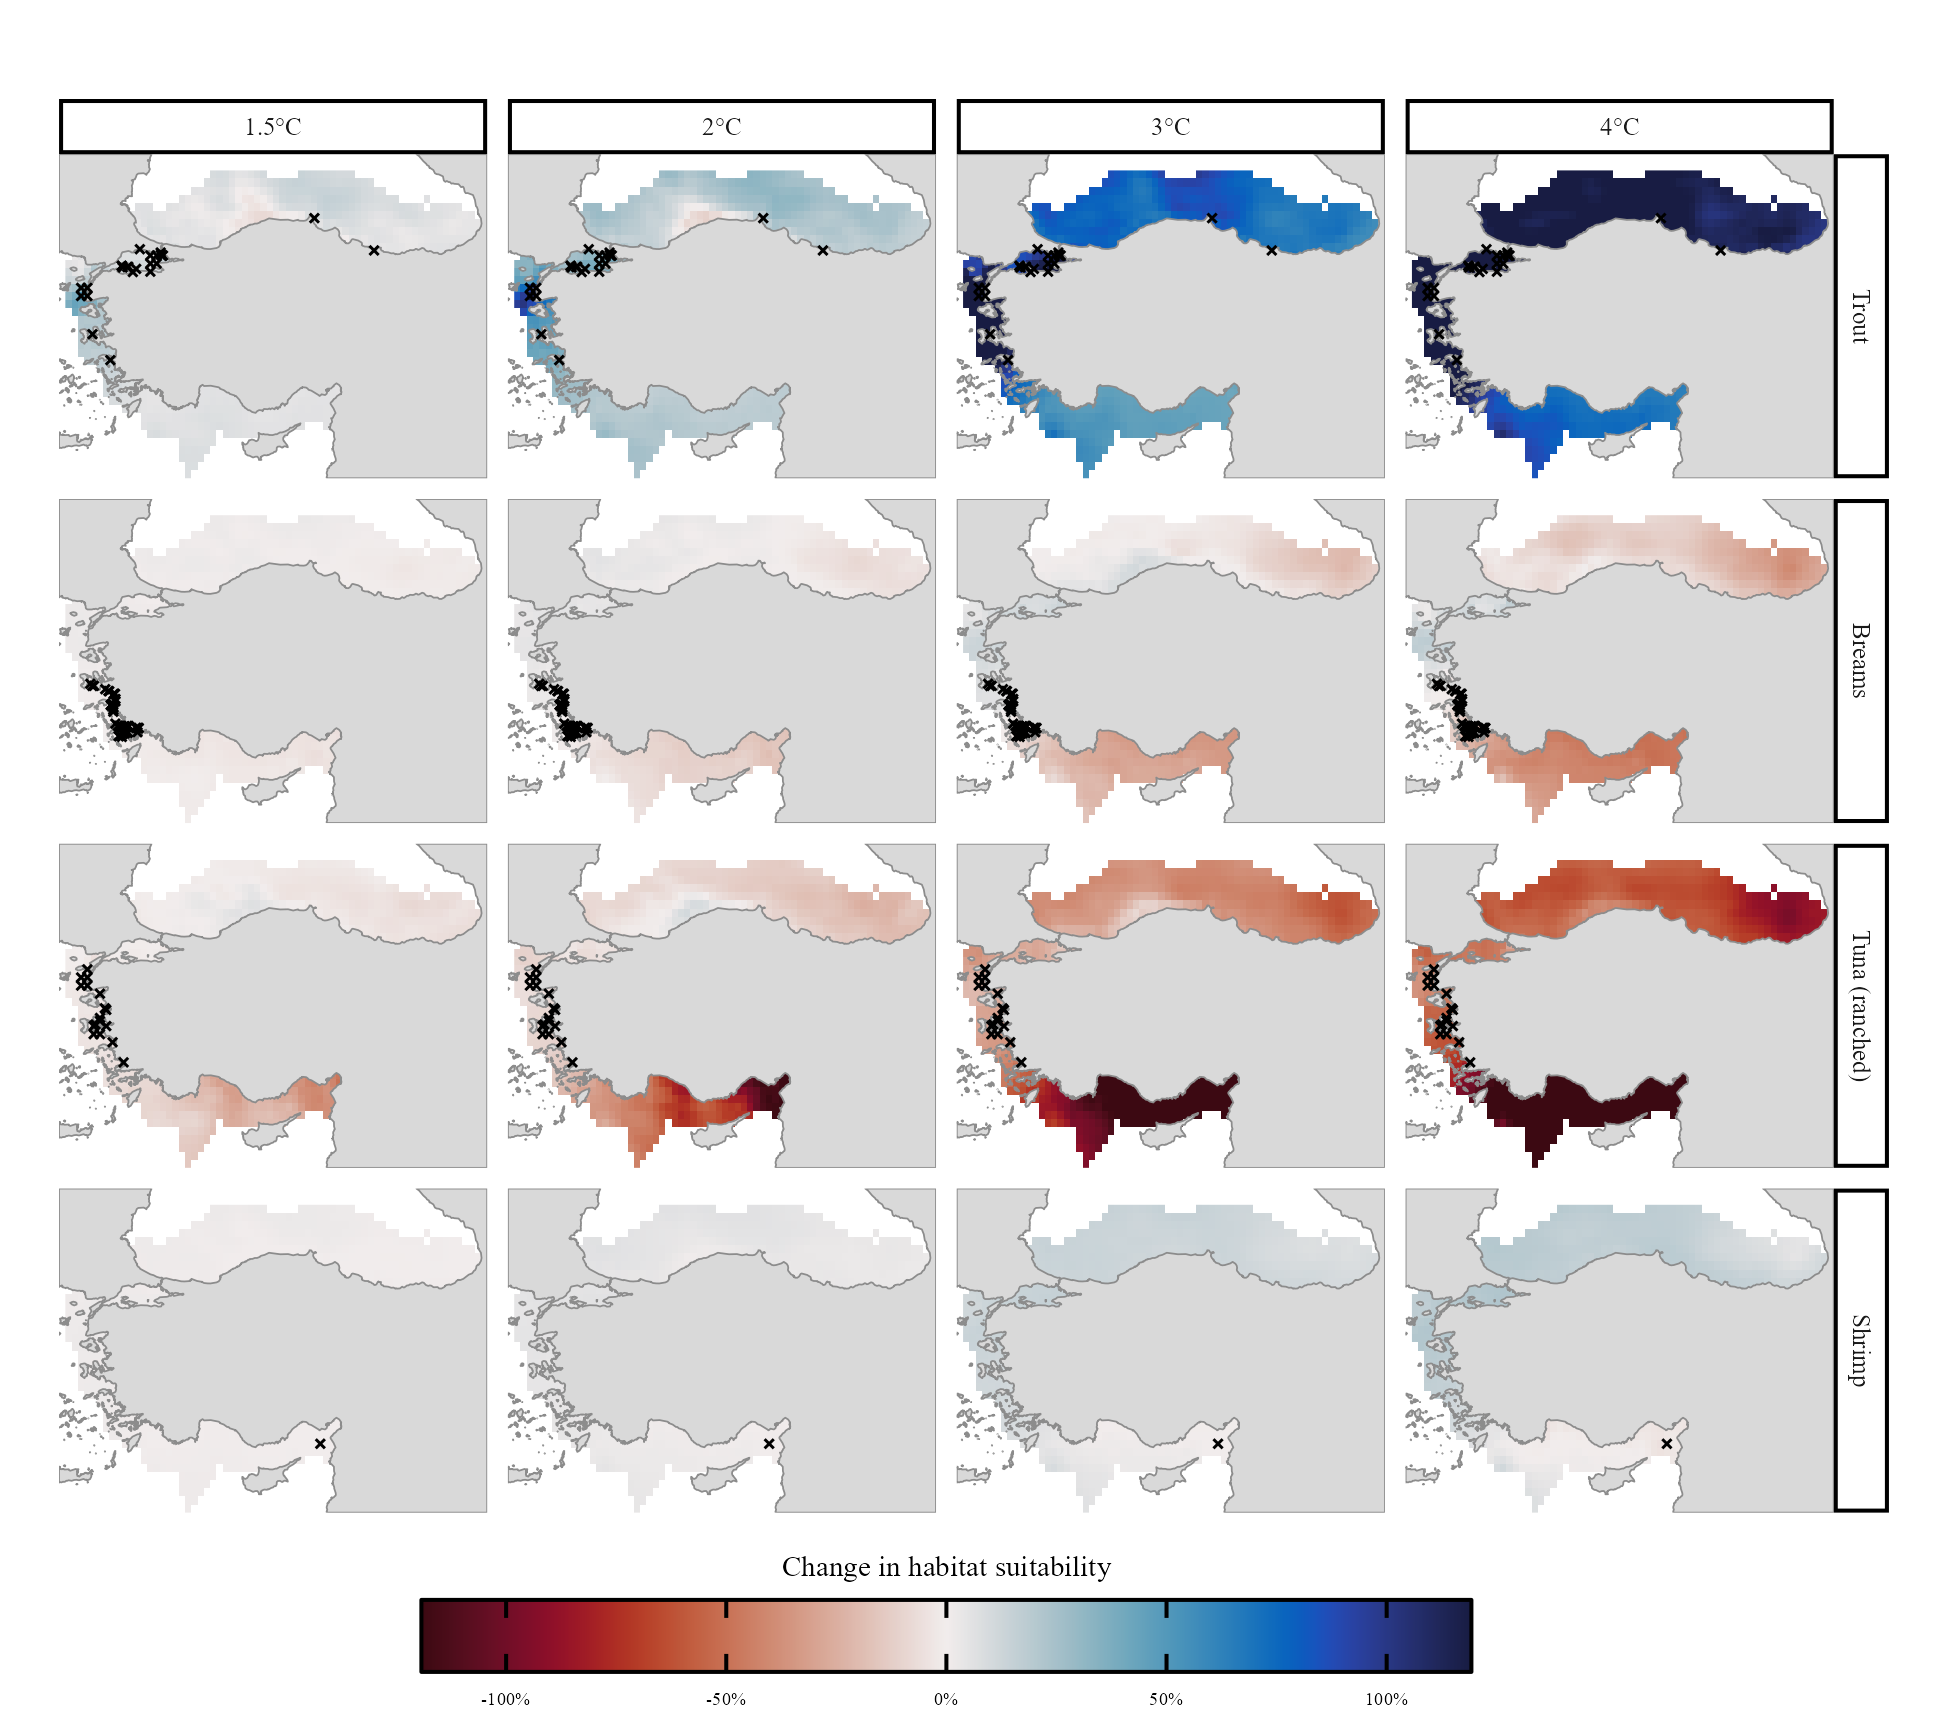 1.5°C
2°C
3°C
4°C
Trout
Breams
Tuna (ranched)
Shrimp
Change in habitat suitability
-100%
-50%
0%
50%
100%